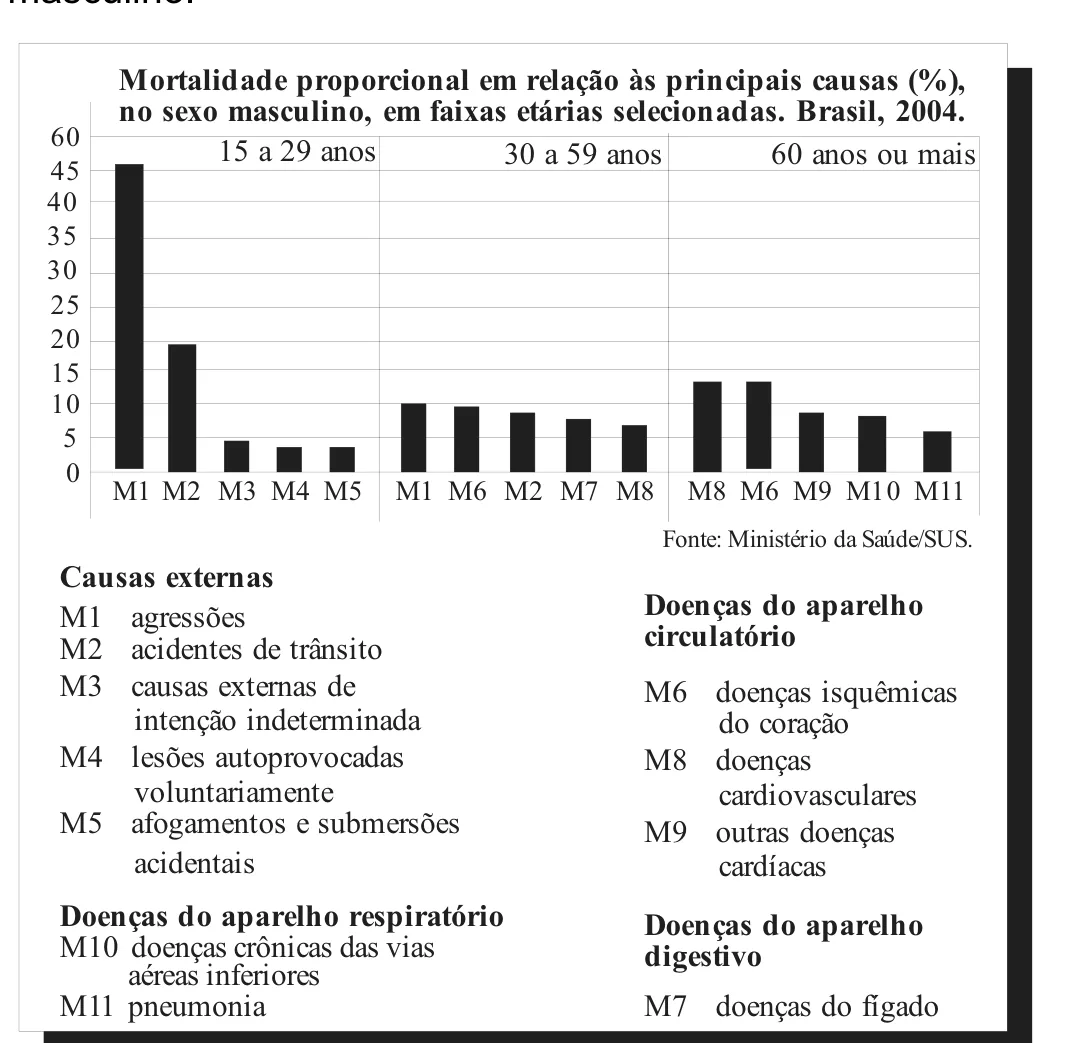 masculino.
Mortalidade proporcional em relação às principais causas (%),
no sexo masculino, em faixas etárias selecionadas. Brasil, 2004.
15 a 29 anos
30 a 59 anos
60 anos ou mais
60
45
40
35
30
25
20
15
10
5
0
M1 M2 M3 M4 M5 M1 M6 M2 M7 M8 M8 M6 M9 M10 M11
Fonte: Ministério da Saúde/SUS.
Causas externas
M1 agressões
M2 acidentes de trânsito
M3 causas externas de
intenção indeterminada
M4 lesões autoprovocadas
voluntariamente
M5 afogamentos e submersões
acidentais
Doenças do aparelho respiratório
M10 doenças crônicas das vias
aéreas inferiores
M11 pneumonia
Doenças do aparelho
circulatório
M6 doenças isquêmicas
do coração
M8 doenças
cardiovasculares
M9 outras doenças
cardíacas
Doenças do aparelho
digestivo
M7 doenças do fígado